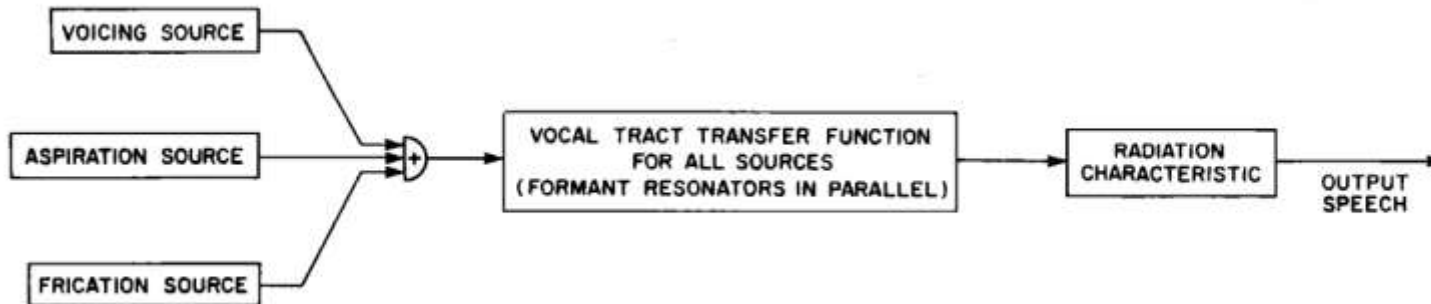 VOICING SOURCE
ASPIRATION SOURCE
FRICATION SOURCE
+
VOCAL TRACT TRANSFER FUNCTION
FOR ALL SOURCES
(FORMANT RESONATORS IN PARALLEL)
RADIATION
CHARACTERISTIC
OUTPUT
SPEECH